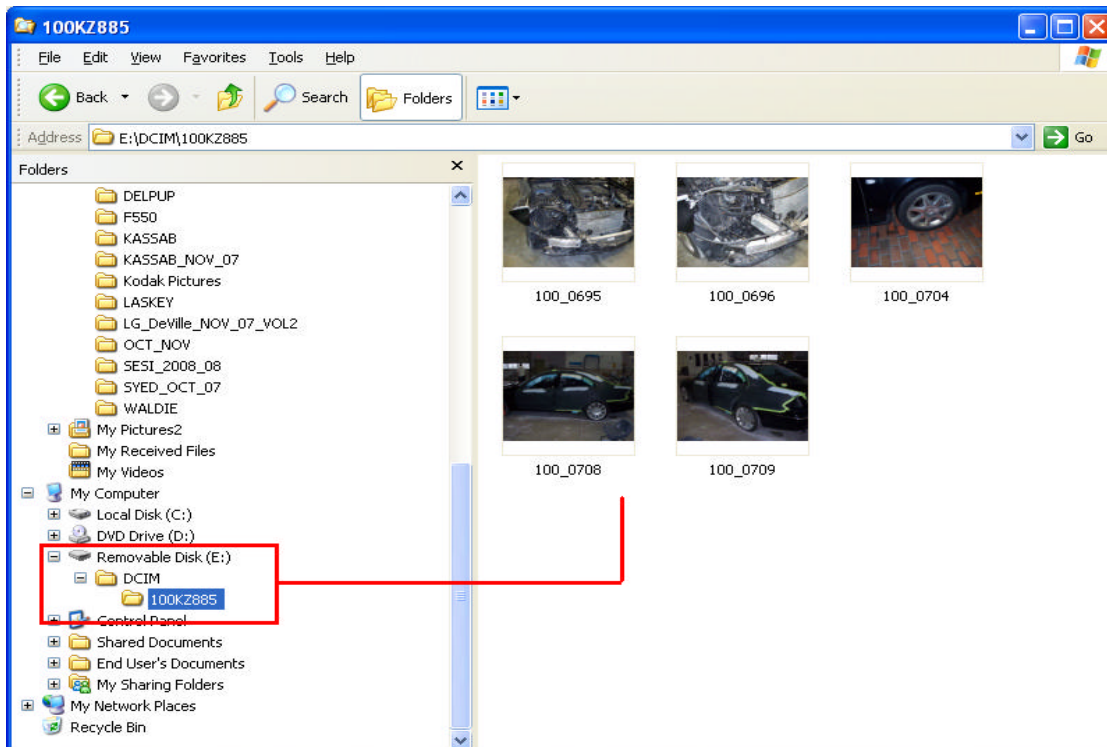 100KZ885
File Edit View Favorites Tools Help
Back Search Folders
Address E:\DCIM\100KZ885 Go
Folders
DELPUP
F550
KASSAB
KASSAB_NOV_07
Kodak Pictures
LASKEY
LG_DeVille_NOV_07_VOL2
OCT_NOV
SESI_2008_08
SYED_OCT_07
WALDIE
My Pictures2
My Received Files
My Videos
My Computer
Local Disk (C:)
DVD Drive (D:)
Removable Disk (E:)
DCIM
100KZ885
Control Panel
Shared Documents
End User's Documents
My Sharing Folders
My Network Places
Recycle Bin
100_0695 100_0696 100_0704
100_0708 100_0709